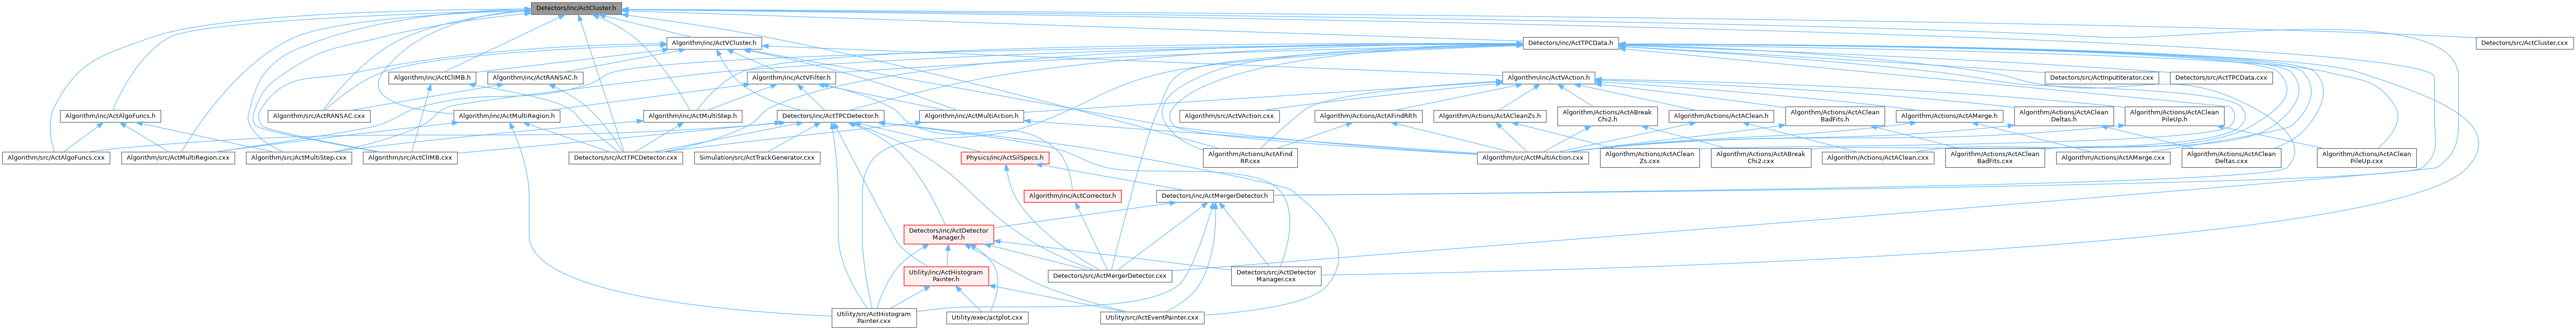 Detectors/inc/ActCluster.h
Algorithm/inc/ActVCluster.h
Detectors/inc/ActTPCData.h
Detectors/src/ActCluster.cxx
Algorithm/inc/ActCIIMB.h
Algorithm/inc/ActRANSAC.h
Algorithm/inc/ActVFilter.h
Algorithm/inc/ActVAction.h
Detectors/src/ActInputIterator.cxx
Detectors/src/ActTPCData.cxx
Algorithm/inc/ActAlgoFuncs.h
Algorithm/src/ActRANSAC.cxx
Algorithm/inc/ActMultiRegion.h
Algorithm/inc/ActMultiStep.h
Detectors/inc/ActTPCDetector.h
Algorithm/inc/ActMultiAction.h
Algorithm/src/ActVAction.cxx
Algorithm/Actions/ActAFindRP.h
Algorithm/Actions/ActACleanZs.h
Algorithm/Actions/ActABreak
Chi2.h
Algorithm/Actions/ActAClean.h
Algorithm/Actions/ActAClean
BadFits.h
Algorithm/Actions/ActAMerge.h
Algorithm/Actions/ActAClean
Deltas.h
Algorithm/Actions/ActAClean
PileUp.h
Algorithm/src/ActAlgoFuncs.cxx
Algorithm/src/ActMultiRegion.cxx
Algorithm/src/ActMultiStep.cxx
Algorithm/src/ActCIIMB.cxx
Detectors/src/ActTPCDetector.cxx
Simulation/src/ActTrackGenerator.cxx
Physics/inc/ActSilSpecs.h
Algorithm/Actions/ActAFind
RP.cxx
Algorithm/src/ActMultiAction.cxx
Algorithm/Actions/ActAClean
Zs.cxx
Algorithm/Actions/ActABreak
Chi2.cxx
Algorithm/Actions/ActAClean.cxx
Algorithm/Actions/ActAClean
BadFits.cxx
Algorithm/Actions/ActAMerge.cxx
Algorithm/Actions/ActAClean
Deltas.cxx
Algorithm/Actions/ActAClean
PileUp.cxx
Algorithm/inc/ActCorrector.h
Detectors/inc/ActMergerDetector.h
Detectors/inc/ActDetector
Manager.h
Utility/inc/ActHistogram
Painter.h
Detectors/src/ActMergerDetector.cxx
Detectors/src/ActDetector
Manager.cxx
Utility/src/ActHistogram
Painter.cxx
Utility/exec/actplot.cxx
Utility/src/ActEventPainter.cxx